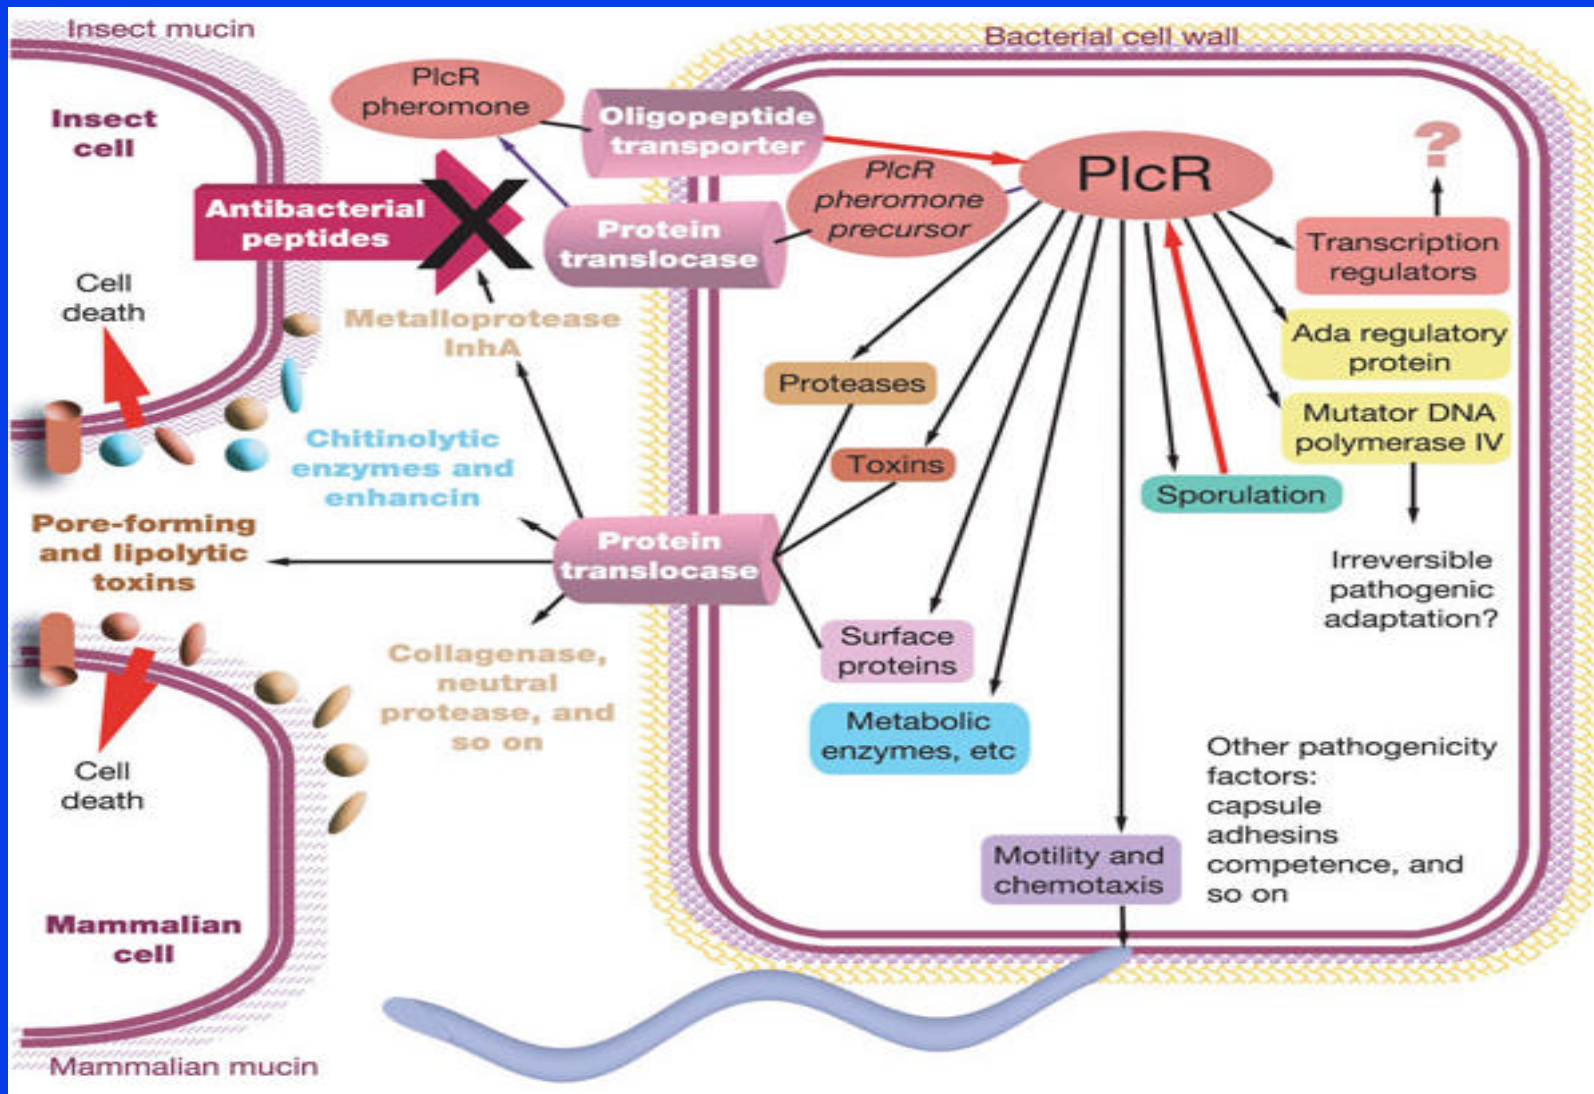 Insect mucin
Bacterial cell wall
PlcR
pheromone
Insect
cell
Oligopeptide
transporter
PlcR
pheromone
precursor
PlcR
?
Antibacterial
peptides
Protein
translocase
Transcription
regulators
Cell
death
Metalloprotease
InhA
Ada regulatory
protein
Proteases
Mutator DNA
polymerase IV
Chitinolytic
enzymes and
enhancin
Toxins
Sporulation
Pore-forming
and lipolytic
toxins
Protein
translocase
Irreversible
pathogenic
adaptation?
Surface
proteins
Collagenase,
neutral
protease, and
so on
Metabolic
enzymes, etc
Cell
death
Other pathogenicity
factors:
capsule
adhesins
competence, and
so on
Motility and
chemotaxis
Mammalian
cell
Mammalian mucin